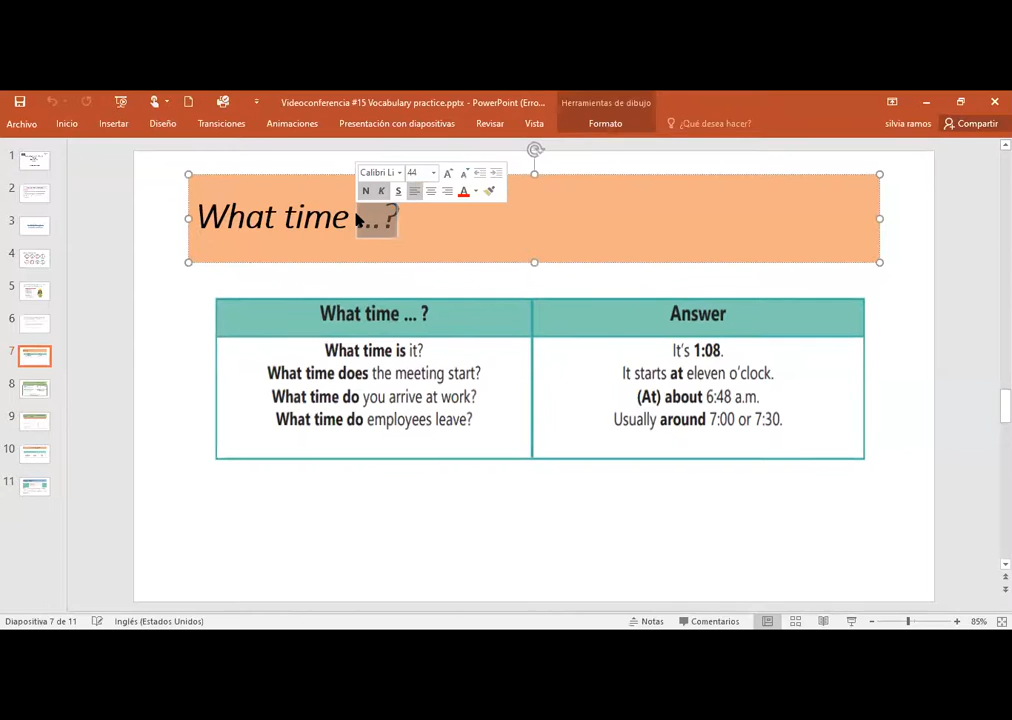 Videoconferencia #15 Vocabulary practice.pptx - PowerPoint (Erro...
Herramientas de dibujo
Archivo Inicio Insertar Diseño Transiciones Animaciones Presentación con diapositivas Revisar Vista Formato ¿Qué desea hacer? silvia ramos Compartir
Calibri Li 44
N K S A
What time ...?
What time ... ? Answer
What time is it? It's 1:08.
What time does the meeting start? It starts at eleven o'clock.
What time do you arrive at work? (At) about 6:48 a.m.
What time do employees leave? Usually around 7:00 or 7:30.
1
2
3
4
5
6
7
8
9
10
11
Diapositiva 7 de 11 Inglés (Estados Unidos) Notas Comentarios 85%